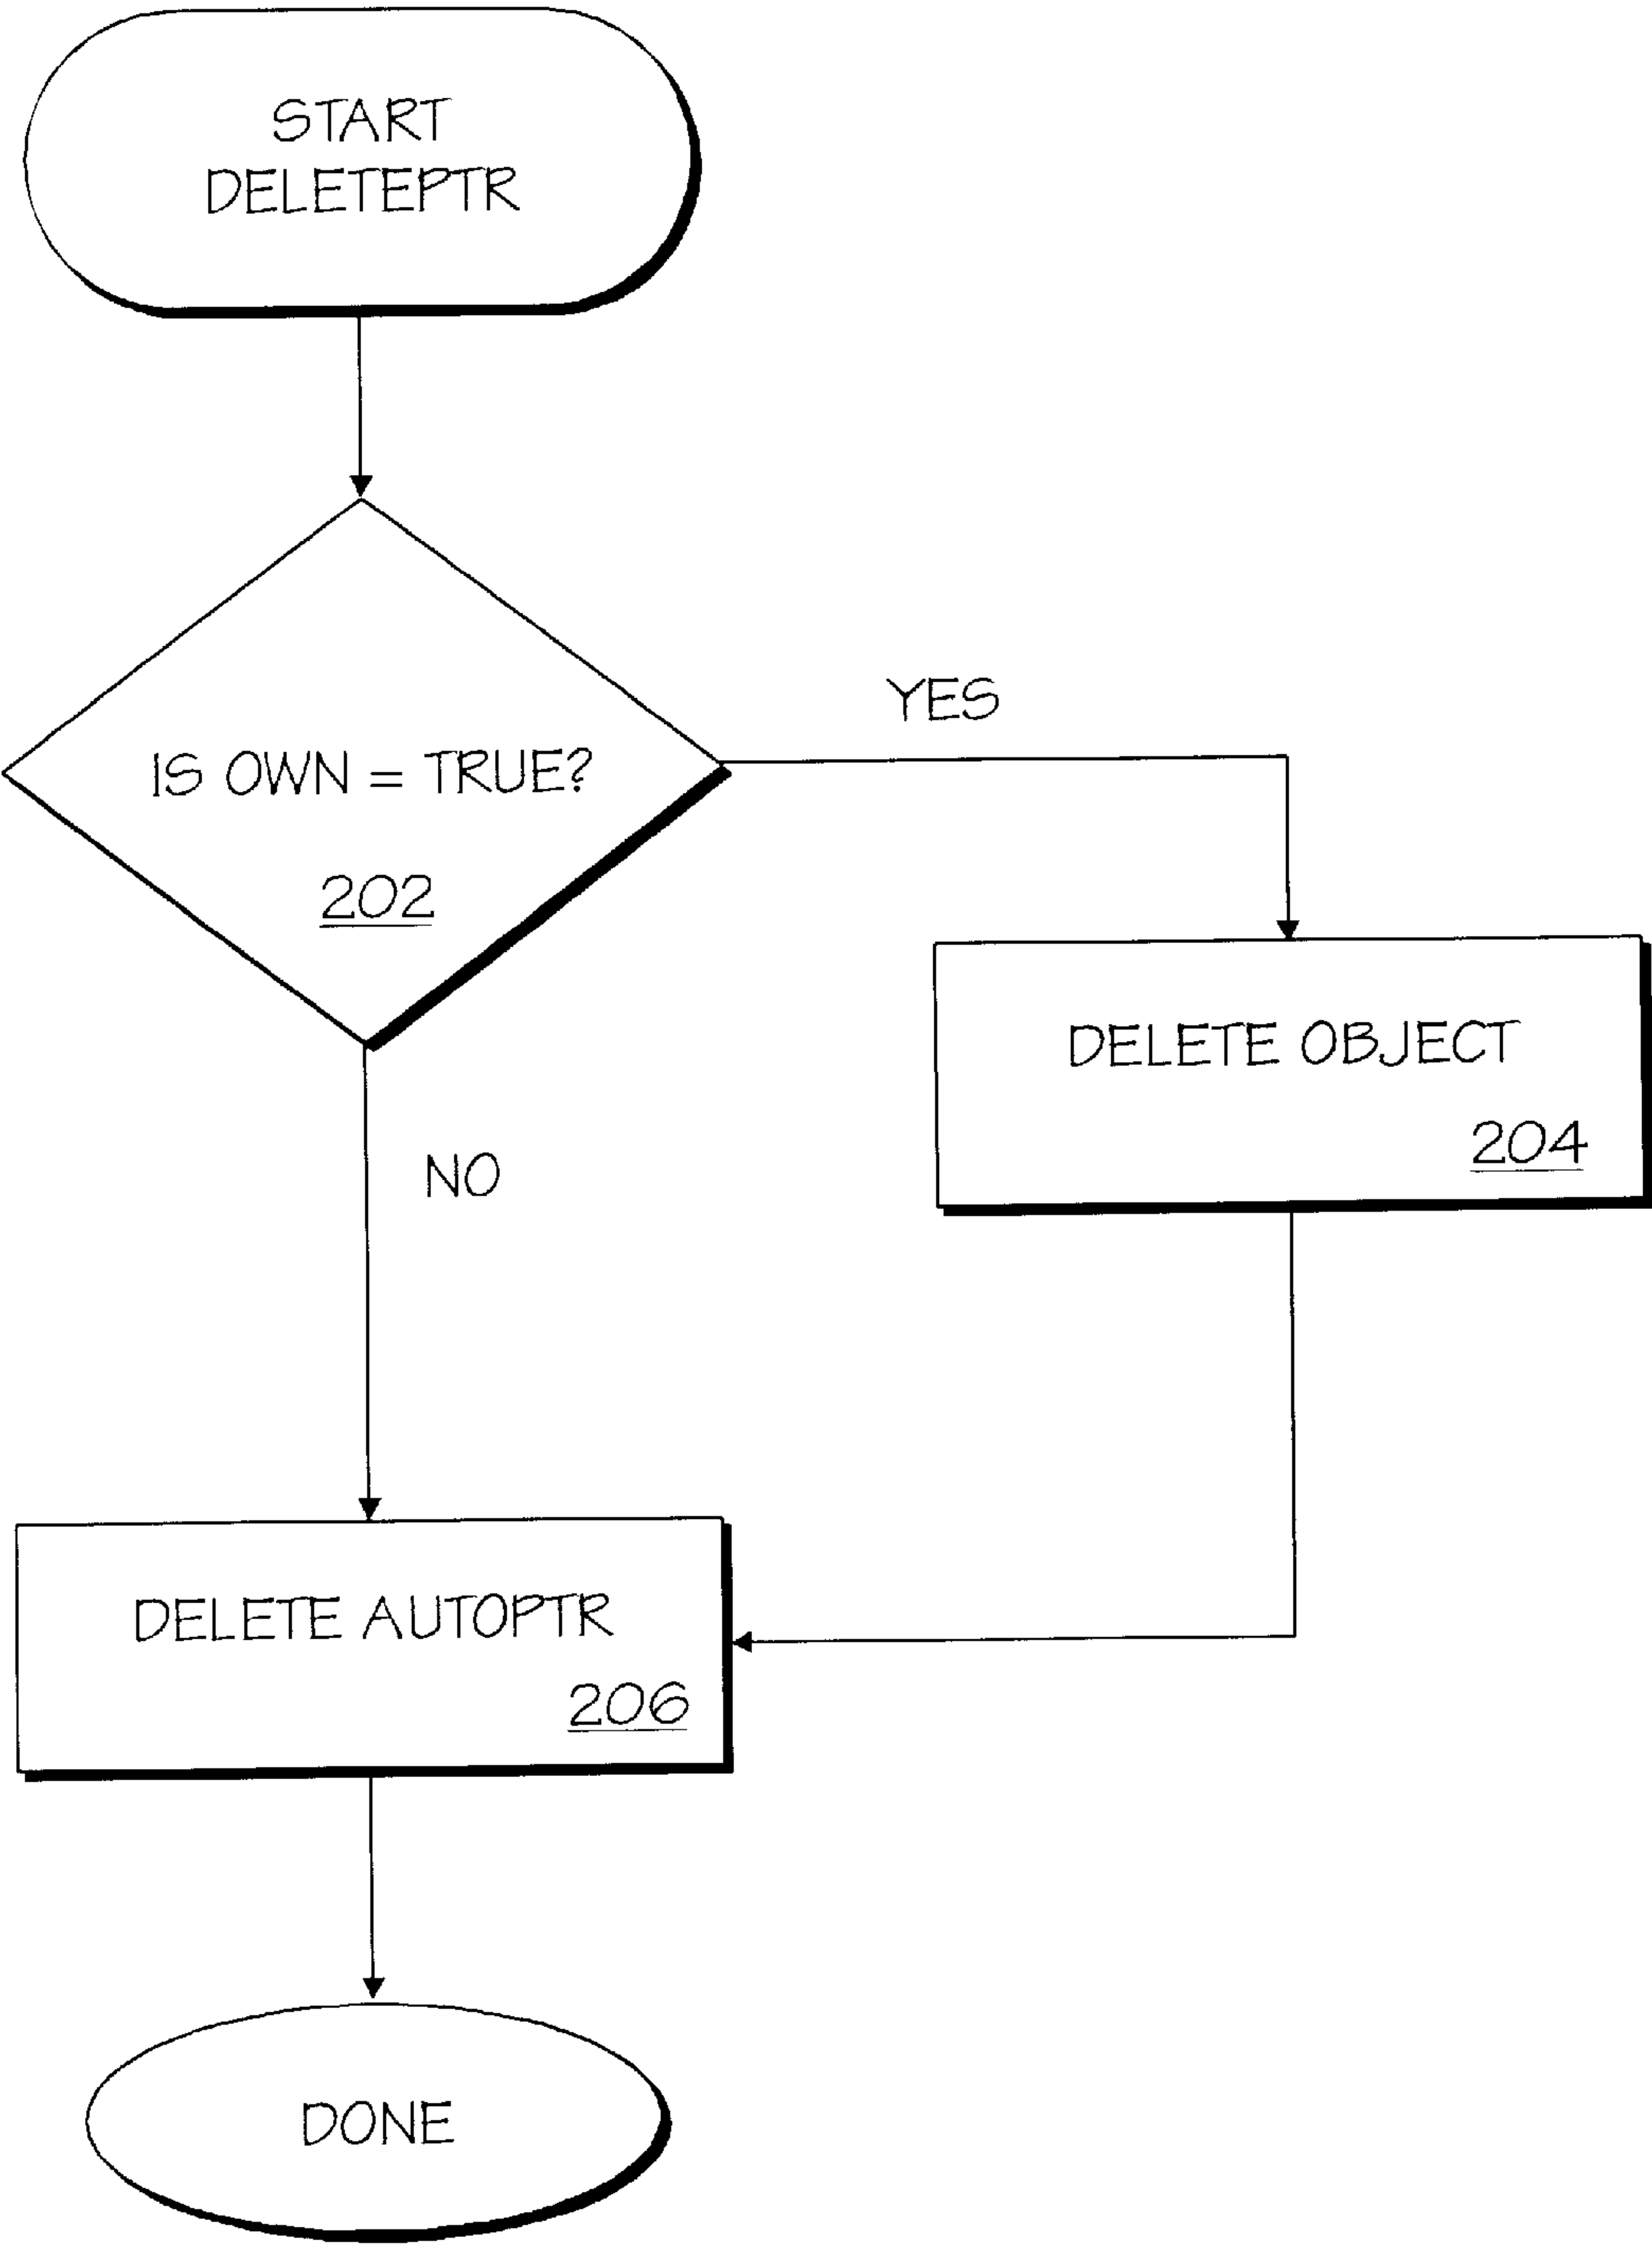 START
DELETEPTR
YES
IS OWN = TRUE?
202
DELETE OBJECT
204
NO
DELETE AUTOPTR
206
DONE